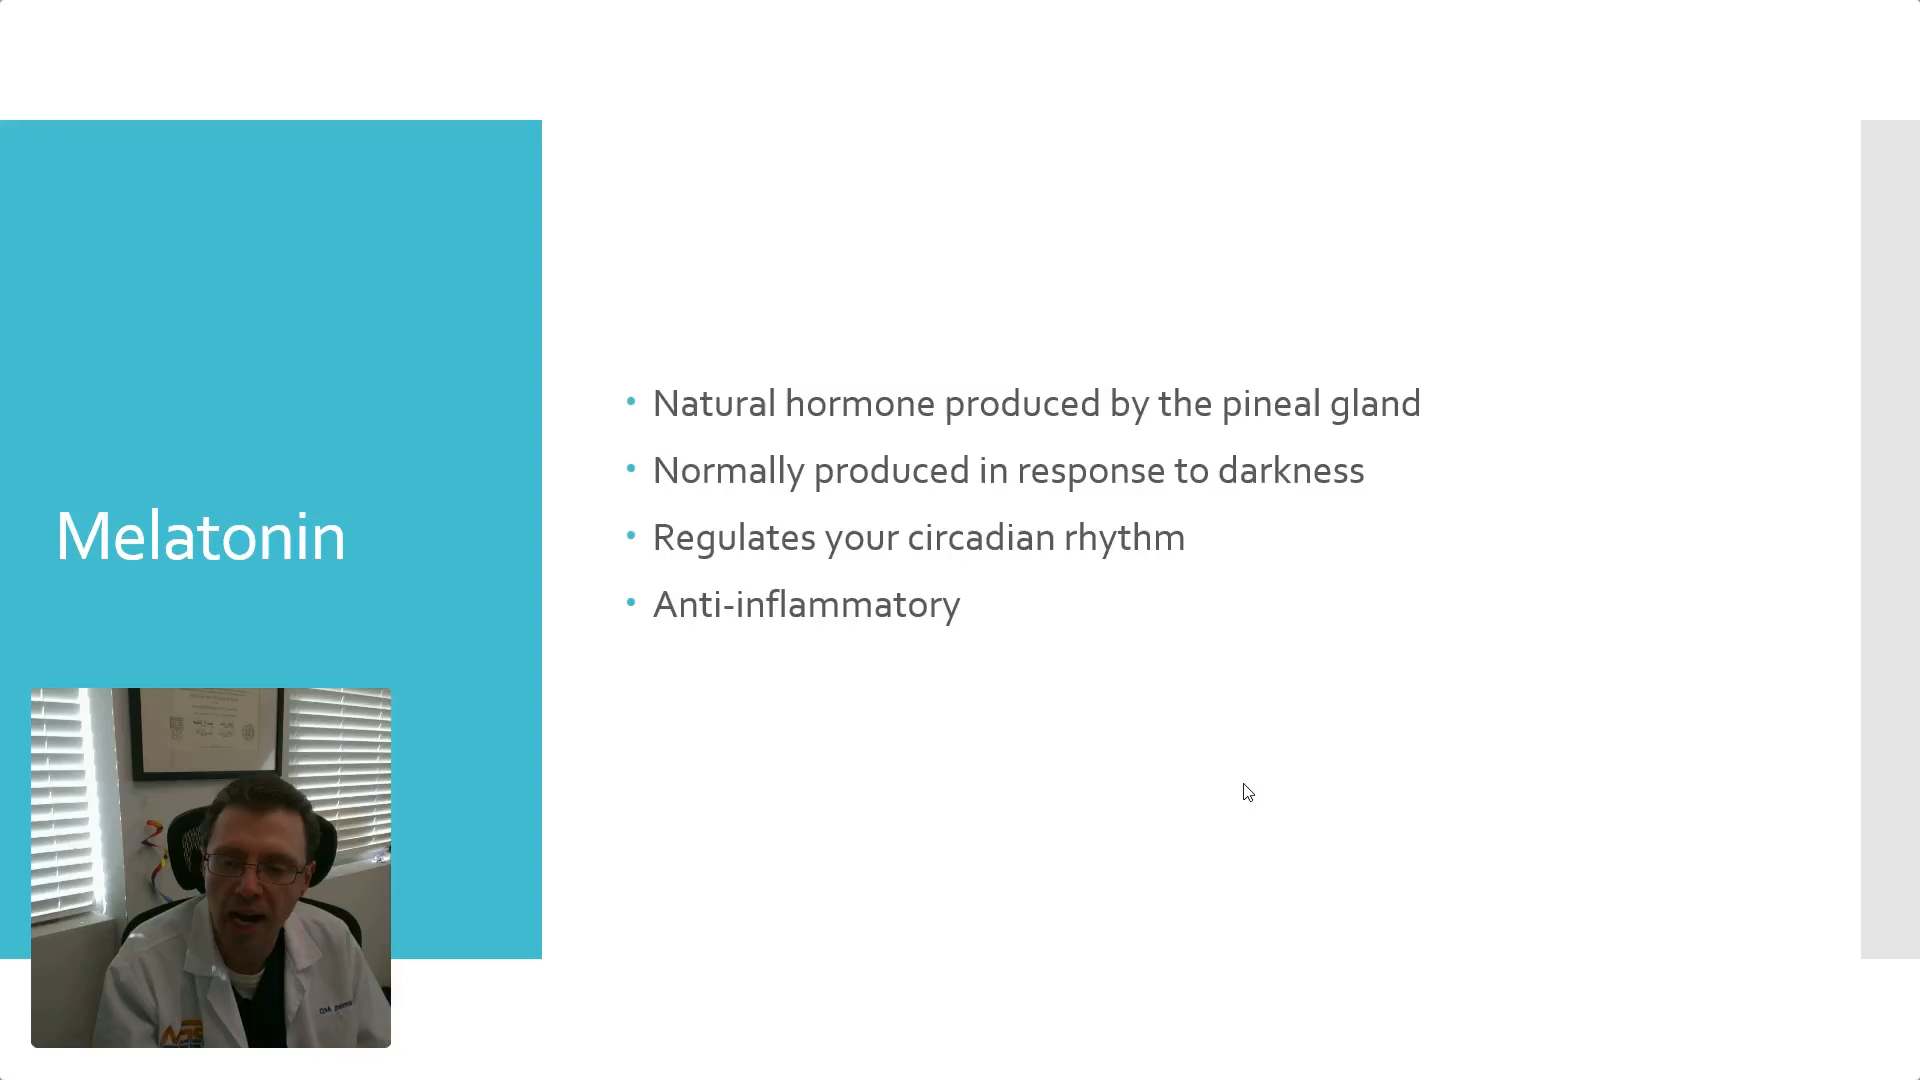 Melatonin
Natural hormone produced by the pineal gland
Normally produced in response to darkness
Regulates your circadian rhythm
Anti-inflammatory